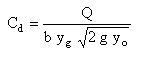 C_d = Q / (b y_g √(2 g y_o))